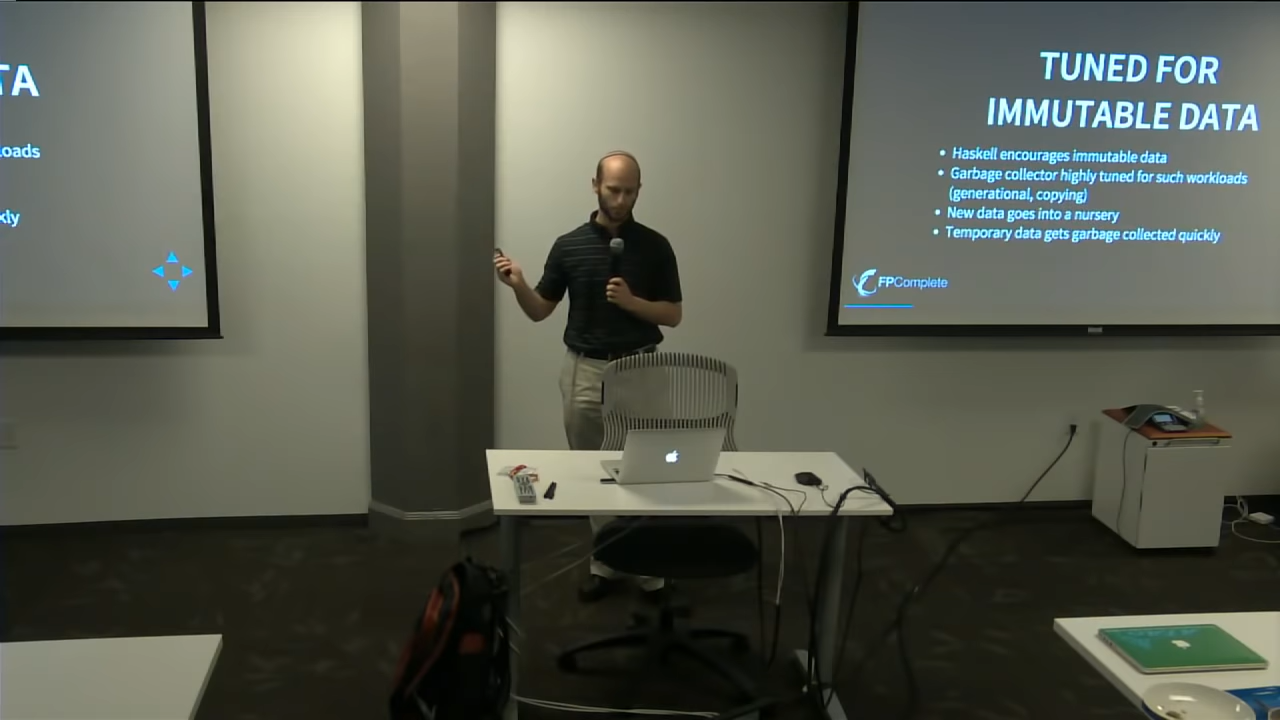 TA
loads
kly
TUNED FOR
IMMUTABLE DATA
• Haskell encourages immutable data
• Garbage collector highly tuned for such workloads
(generational, copying)
• New data goes into a nursery
• Temporary data gets garbage collected quickly
FPComplete